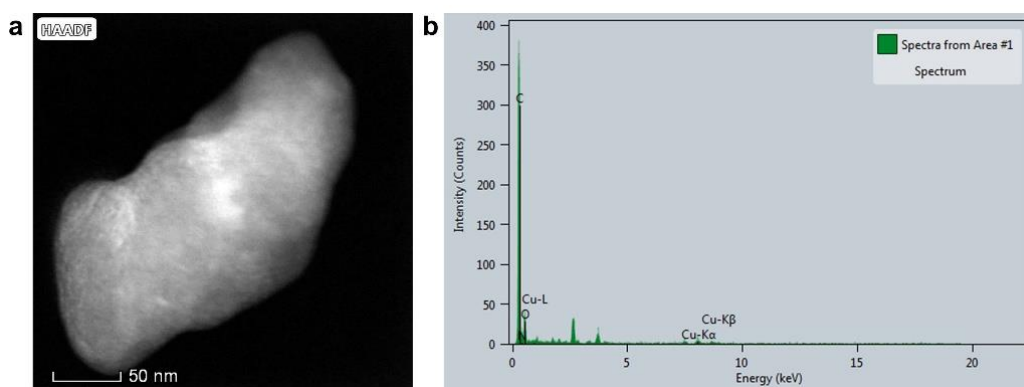 a
HAADF
50 nm
b
400
350
300
250
200
150
100
50
0
Intensity (Counts)
Spectra from Area #1
Spectrum
C
Cu-L
O
N
Cu-Kα
Cu-Kβ
0 5 10 15 20
Energy (keV)